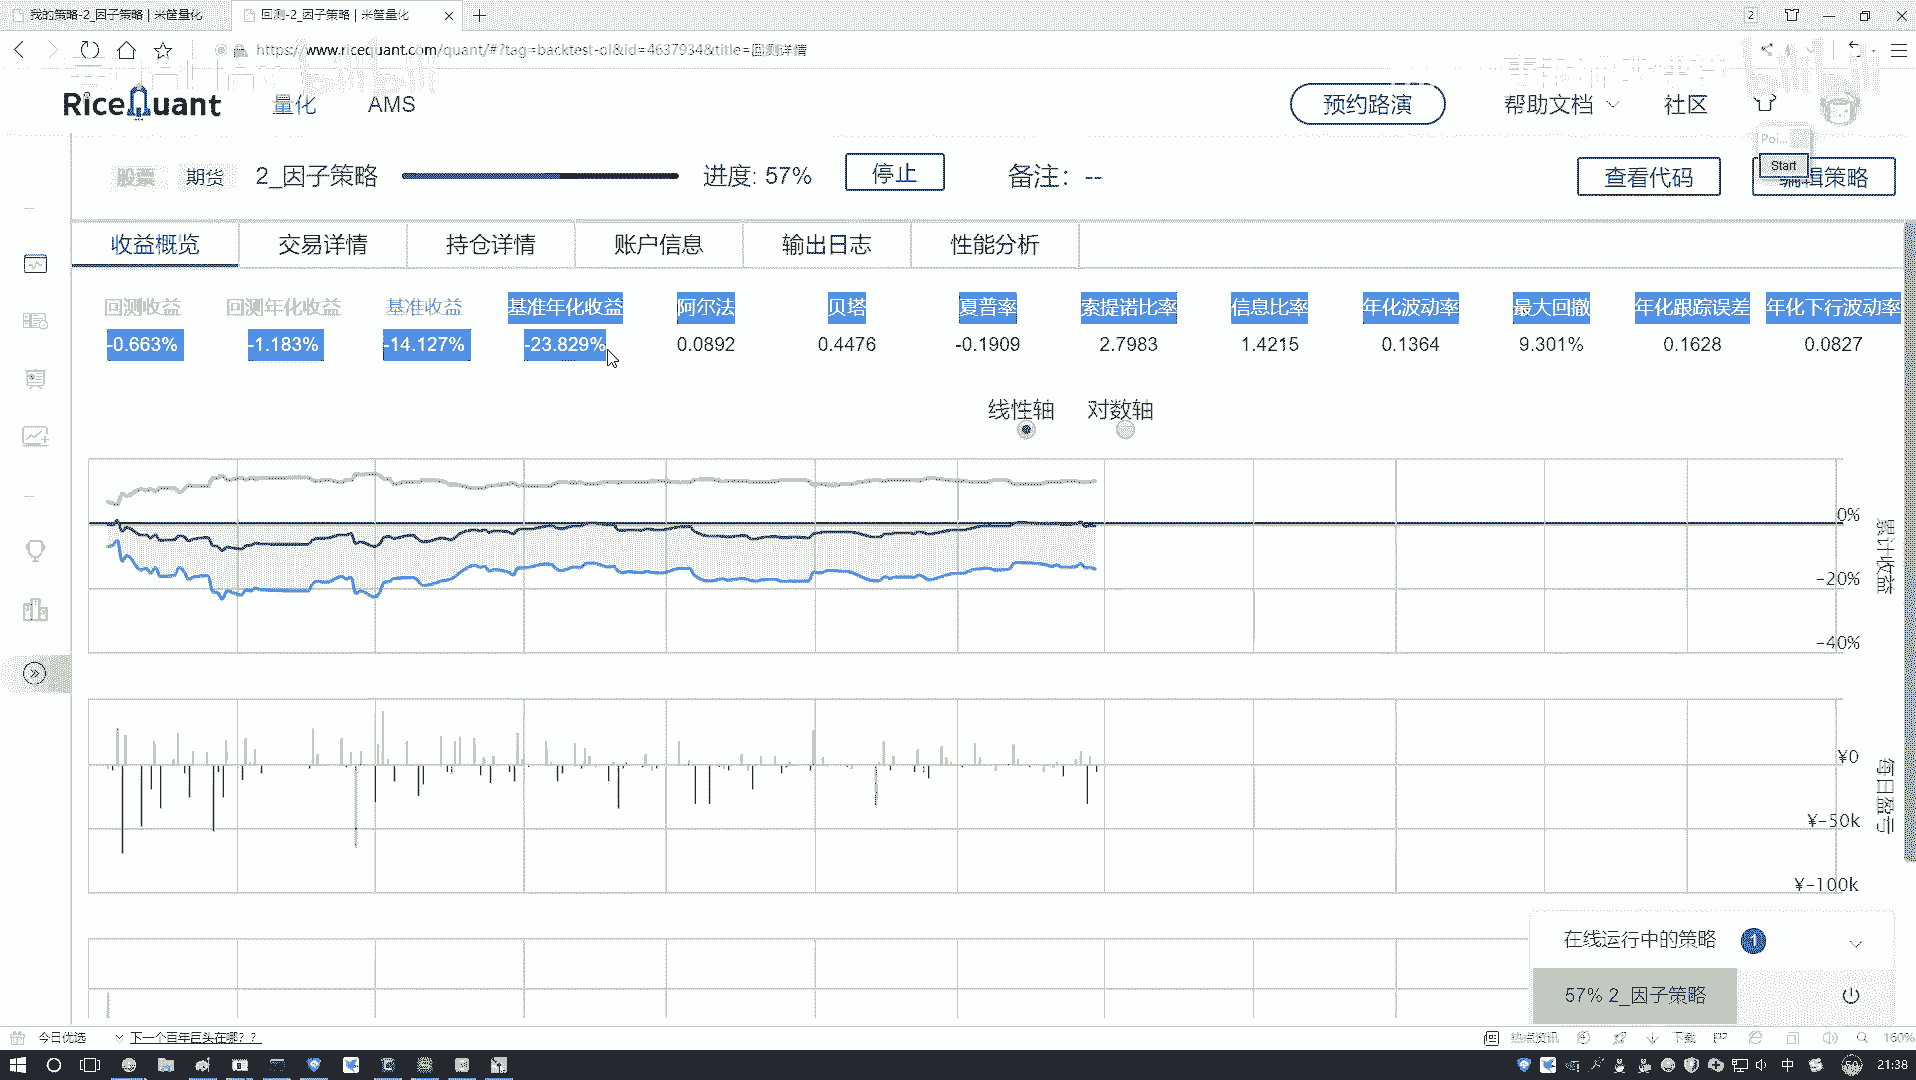 我的策略-2_因子策略 | 米筐量化
回测-2_因子策略 | 米筐量化
2
https://www.ricequant.com/quant/#?tag=backtest-ol&id=4637934&title=回测详情
RiceQuant
量化
AMS
预约路演
帮助文档
社区
Poi...
Start
股票
期货
2_因子策略
进度: 57%
停止
备注: --
查看代码
编辑策略
收益概览
交易详情
持仓详情
账户信息
输出日志
性能分析
回测收益 回测年化收益 基准收益 基准年化收益 阿尔法 贝塔 夏普率 索提诺比率 信息比率 年化波动率 最大回撤 年化跟踪误差 年化下行波动率
-0.663% -1.183% -14.127% -23.829% 0.0892 0.4476 -0.1909 2.7983 1.4215 0.1364 9.301% 0.1628 0.0827
线性轴 对数轴
0%
-20%
-40%
累计收益
¥0
¥-50k
¥-100k
每日盈亏
在线运行中的策略 1
57% 2_因子策略
今日优选
下一个百年巨头在哪？？
热点资讯
下载
160%
中
21:38